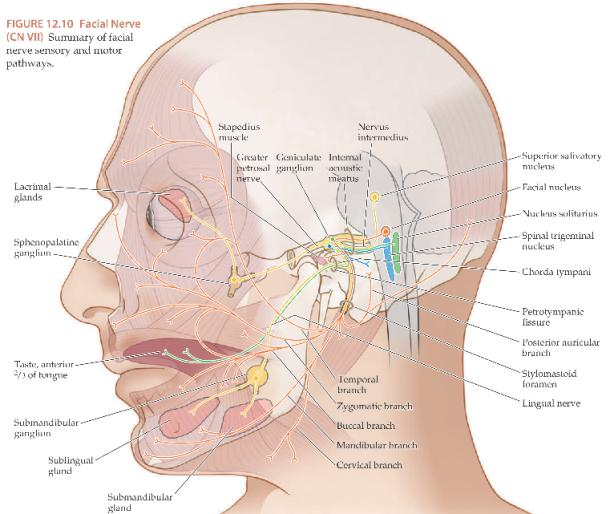 FIGURE 12.10 Facial Nerve
(CN VII) Summary of facial
nerve sensory and motor
pathways.
Stapedius
muscle
Nervus
intermedius
Greater
petrosal
nerve
Geniculate
ganglion
Internal
acoustic
meatus
Superior salivatory
nucleus
Facial nucleus
Nucleus solitarius
Spinal trigeminal
nucleus
Chorda tympani
Petrotympanic
fissure
Posterior auricular
branch
Stylomastoid
foramen
Lingual nerve
Lacrimal
glands
Sphenopalatine
ganglion
Taste, anterior
2/3 of tongue
Submandibular
ganglion
Sublingual
gland
Submandibular
gland
Temporal
branch
Zygomatic branch
Buccal branch
Mandibular branch
Cervical branch